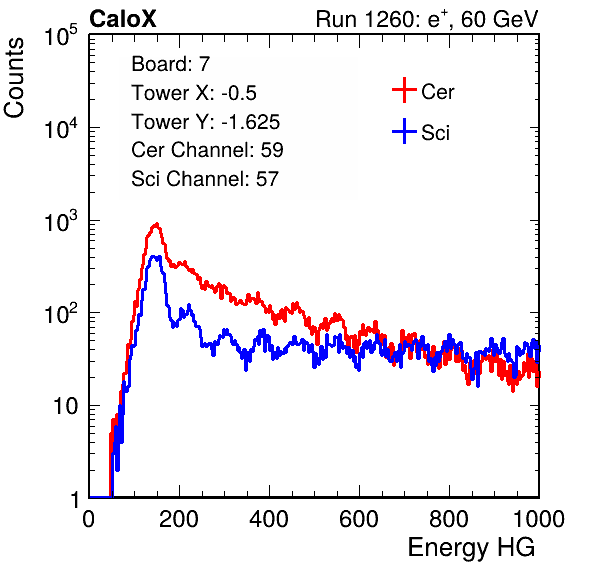 CaloX
Run 1260: e+, 60 GeV
Counts
10^5
10^4
10^3
10^2
10
1
Board: 7
Tower X: -0.5
Tower Y: -1.625
Cer Channel: 59
Sci Channel: 57
Cer
Sci
0 200 400 600 800 1000
Energy HG